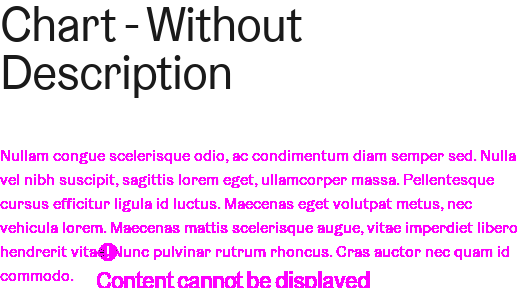 Chart - Without
Description
Nullam congue scelerisque odio, ac condimentum diam semper sed. Nulla
vel nibh suscipit, sagittis lorem eget, ullamcorper massa. Pellentesque
cursus efficitur ligula id luctus. Maecenas eget volutpat metus, nec
vehicula lorem. Maecenas mattis scelerisque augue, vitae imperdiet libero
hendrerit vitae. Nunc pulvinar rutrum rhoncus. Cras auctor nec quam id
commodo.
Content cannot be displayed